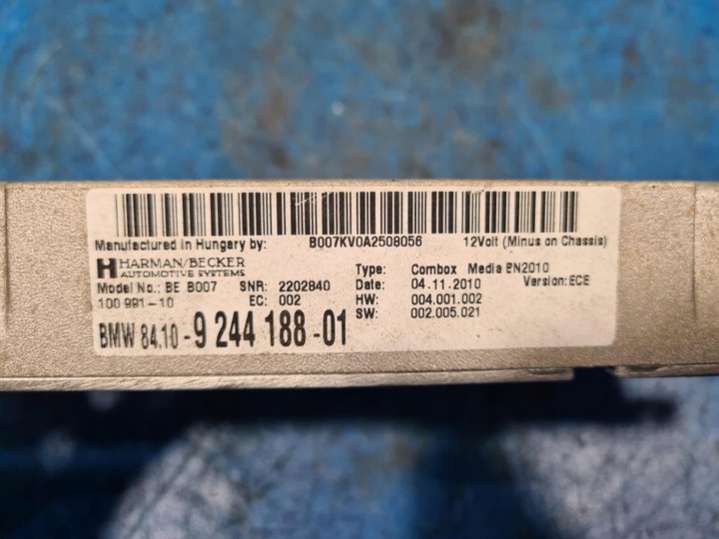 Manufactured in Hungary by: B007KV0A2508056 12Volt (Minus on Chassis)
HARMAN/BECKER
AUTOMOTIVE SYSTEMS
Type: Combox Media BN2010
Model No.: BE B007 SNR: 2202840 Date: 04.11.2010 Version: ECE
100 991-10 EC: 002 HW: 004.001.002
SW: 002.005.021
BMW 84.10-9 244 188-01